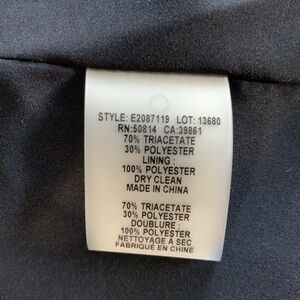 STYLE: E2087119 LOT: 13680
RN:50814 CA:39861
70% TRIACETATE
30% POLYESTER
LINING :
100% POLYESTER
DRY CLEAN
MADE IN CHINA
70% TRIACETATE
30% POLYESTER
DOUBLURE :
100% POLYESTER
NETTOYAGE À SEC
FABRIQUÉ EN CHINE